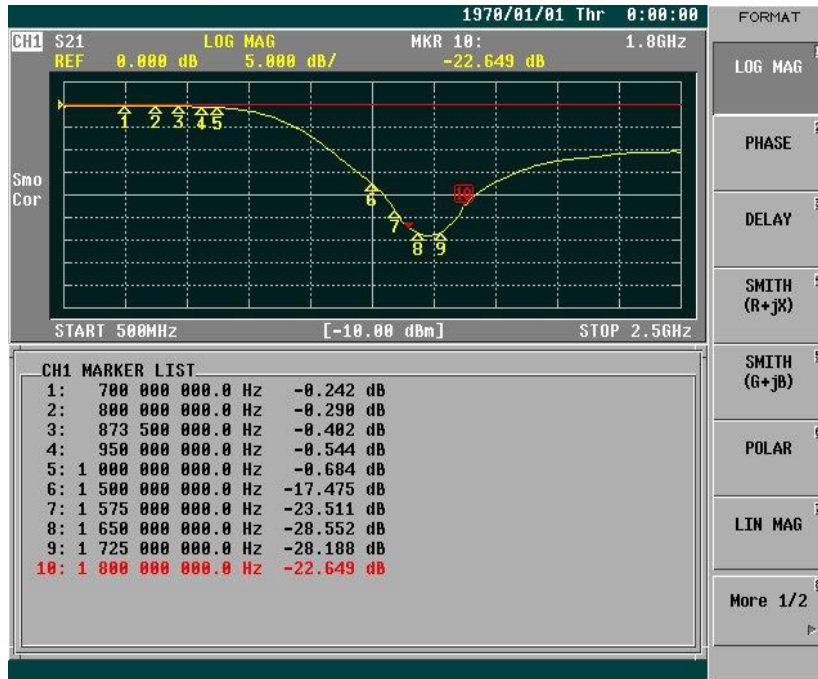 1970/01/01 Thr 0:00:00
CH1 S21 LOG MAG MKR 10: 1.8GHz
REF 0.000 dB 5.000 dB/ -22.649 dB
1 2 3 4 5
Smo
Cor
6
10
7
8 9
START 500MHz [-10.00 dBm] STOP 2.5GHz
CH1 MARKER LIST
1: 700 000 000.0 Hz -0.242 dB
2: 800 000 000.0 Hz -0.290 dB
3: 873 500 000.0 Hz -0.402 dB
4: 950 000 000.0 Hz -0.544 dB
5: 1 000 000 000.0 Hz -0.684 dB
6: 1 500 000 000.0 Hz -17.475 dB
7: 1 575 000 000.0 Hz -23.511 dB
8: 1 650 000 000.0 Hz -28.552 dB
9: 1 725 000 000.0 Hz -28.188 dB
10: 1 800 000 000.0 Hz -22.649 dB
FORMAT
LOG MAG
PHASE
DELAY
SMITH
(R+jX)
SMITH
(G+jB)
POLAR
LIN MAG
More 1/2